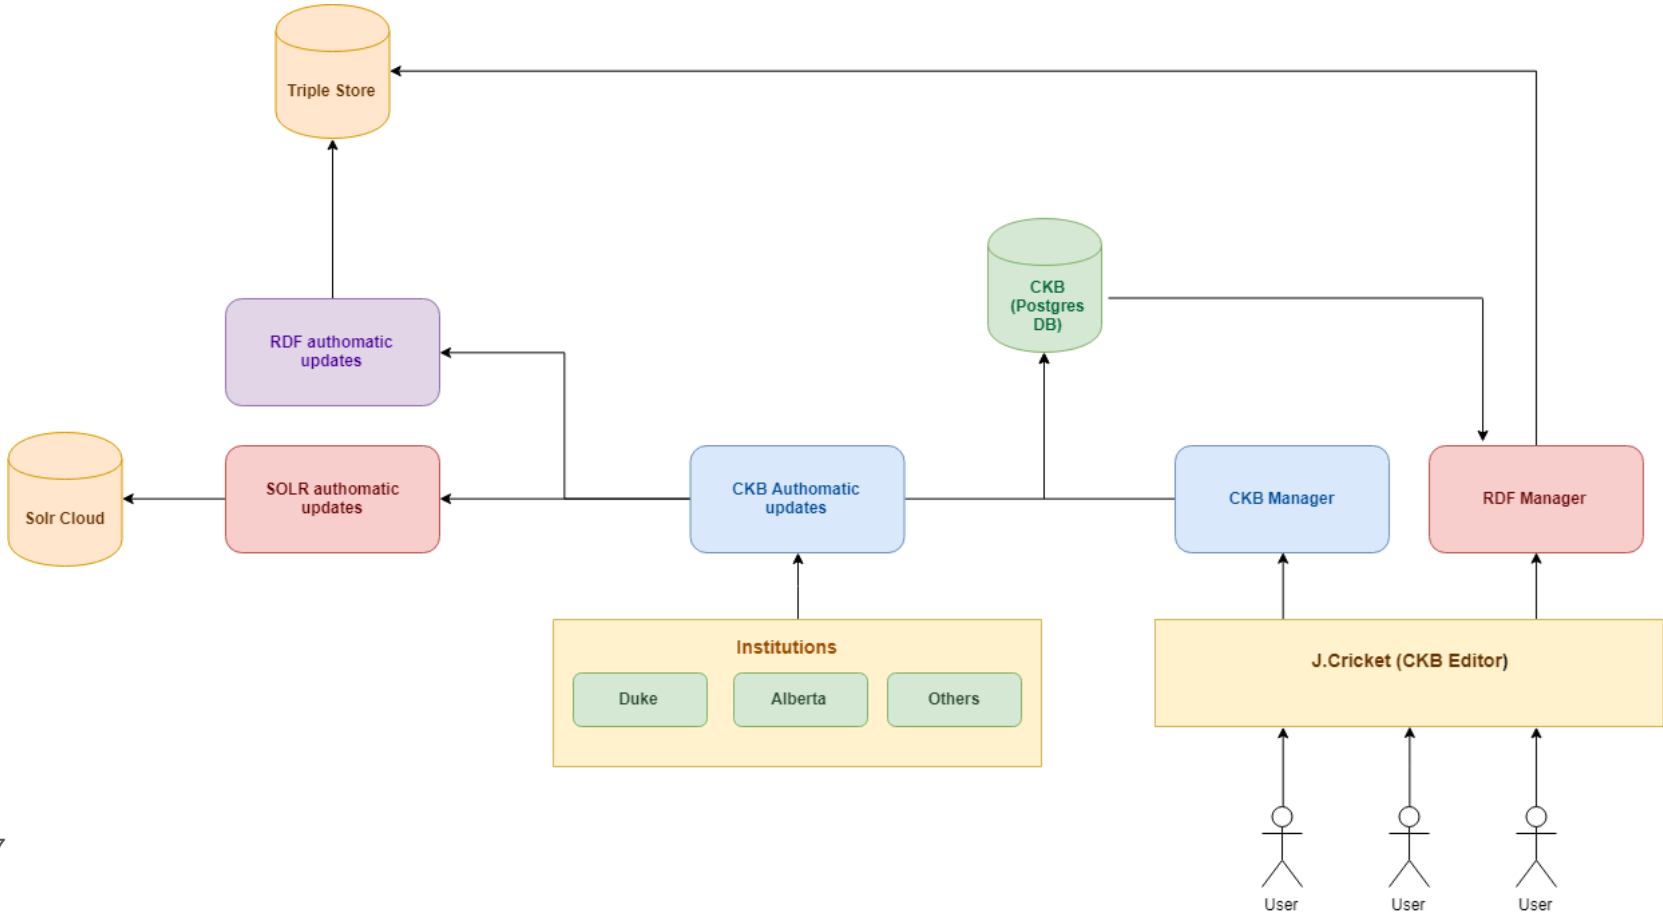 Triple Store
CKB
(Postgres
DB)
RDF authomatic
updates
Solr Cloud
SOLR authomatic
updates
CKB Authomatic
updates
CKB Manager
RDF Manager
Institutions
Duke
Alberta
Others
J.Cricket (CKB Editor)
User
User
User